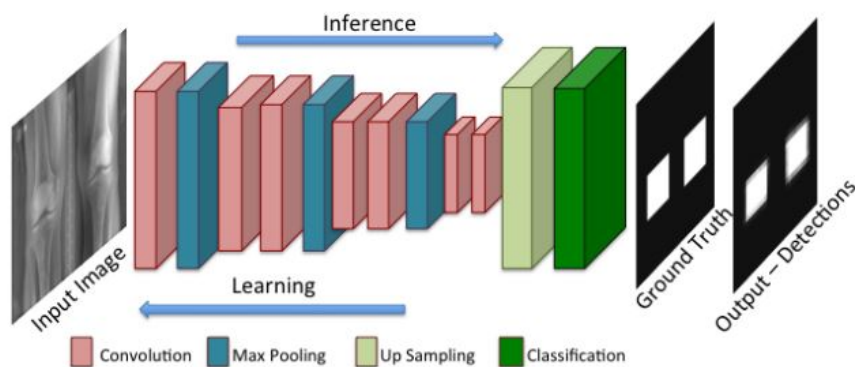 Inference
Input Image
Ground Truth
Output – Detections
Learning
Convolution
Max Pooling
Up Sampling
Classification